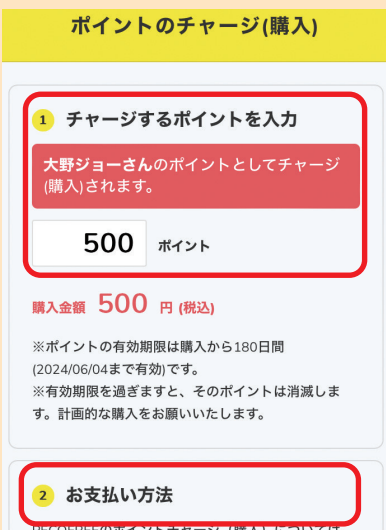 ポイントのチャージ(購入)
1 チャージするポイントを入力
大野ジョーさんのポイントとしてチャージ
(購入)されます。
500 ポイント
購入金額 500 円 (税込)
※ポイントの有効期限は購入から180日間
(2024/06/04まで有効)です。
※有効期限を過ぎますと、そのポイントは消滅しま
す。計画的な購入をお願いいたします。
2 お支払い方法